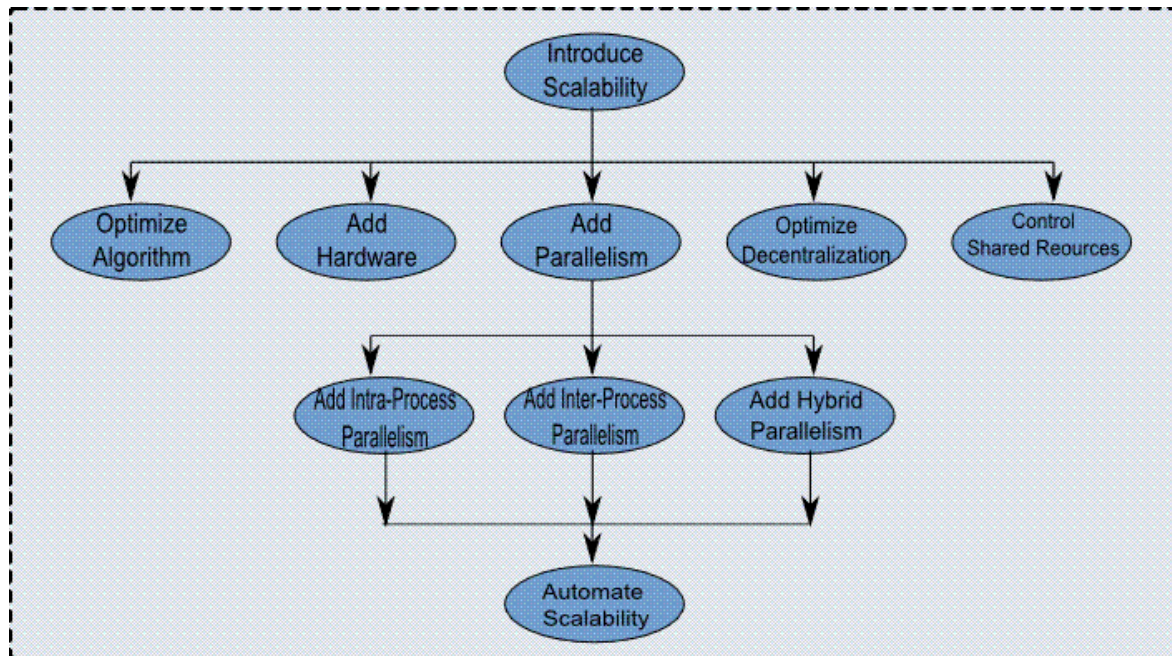 Introduce
Scalability
Optimize
Algorithm
Add
Hardware
Add
Parallelism
Optimize
Decentralization
Control
Shared Reources
Add Intra-Process
Parallelism
Add Inter-Process
Parallelism
Add Hybrid
Parallelism
Automate
Scalability